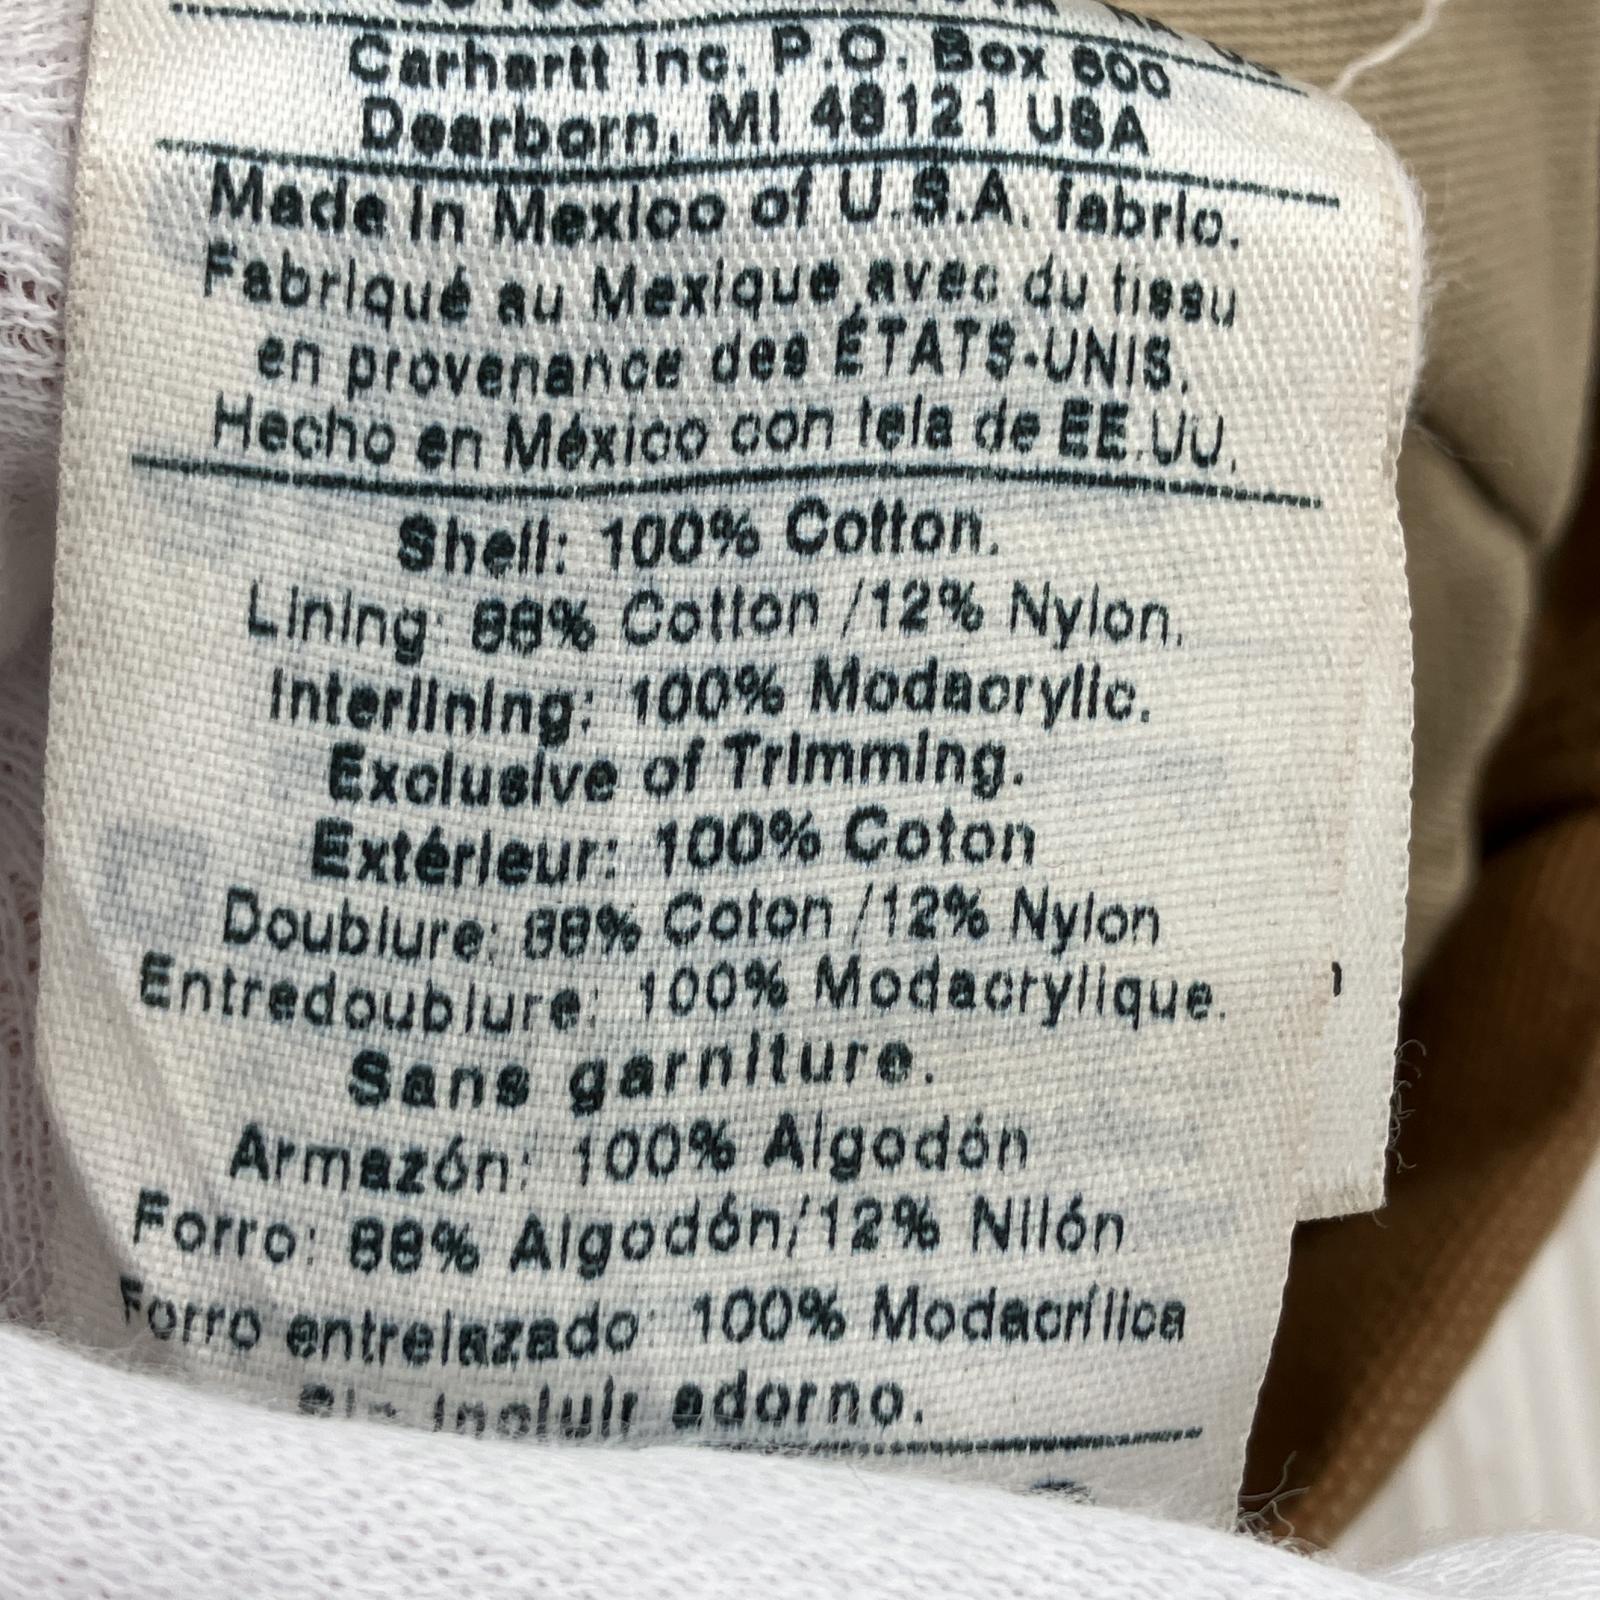 Carhartt Inc. P.O. Box 600
Dearborn, MI 48121 USA
Made in Mexico of U.S.A. fabric.
Fabriqué au Mexique avec du tissu
en provenance des ÉTATS-UNIS.
Hecho en México con tela de EE.UU.
Shell: 100% Cotton.
Lining: 88% Cotton /12% Nylon.
Interlining: 100% Modacrylic.
Exclusive of Trimming.
Extérieur: 100% Coton
Doublure: 88% Coton /12% Nylon
Entredoublure: 100% Modacrylique.
Sans garniture.
Armazón: 100% Algodón
Forro: 88% Algodón/12% Nilón
Forro entrelazado: 100% Modacrílica
Sin incluir adorno.